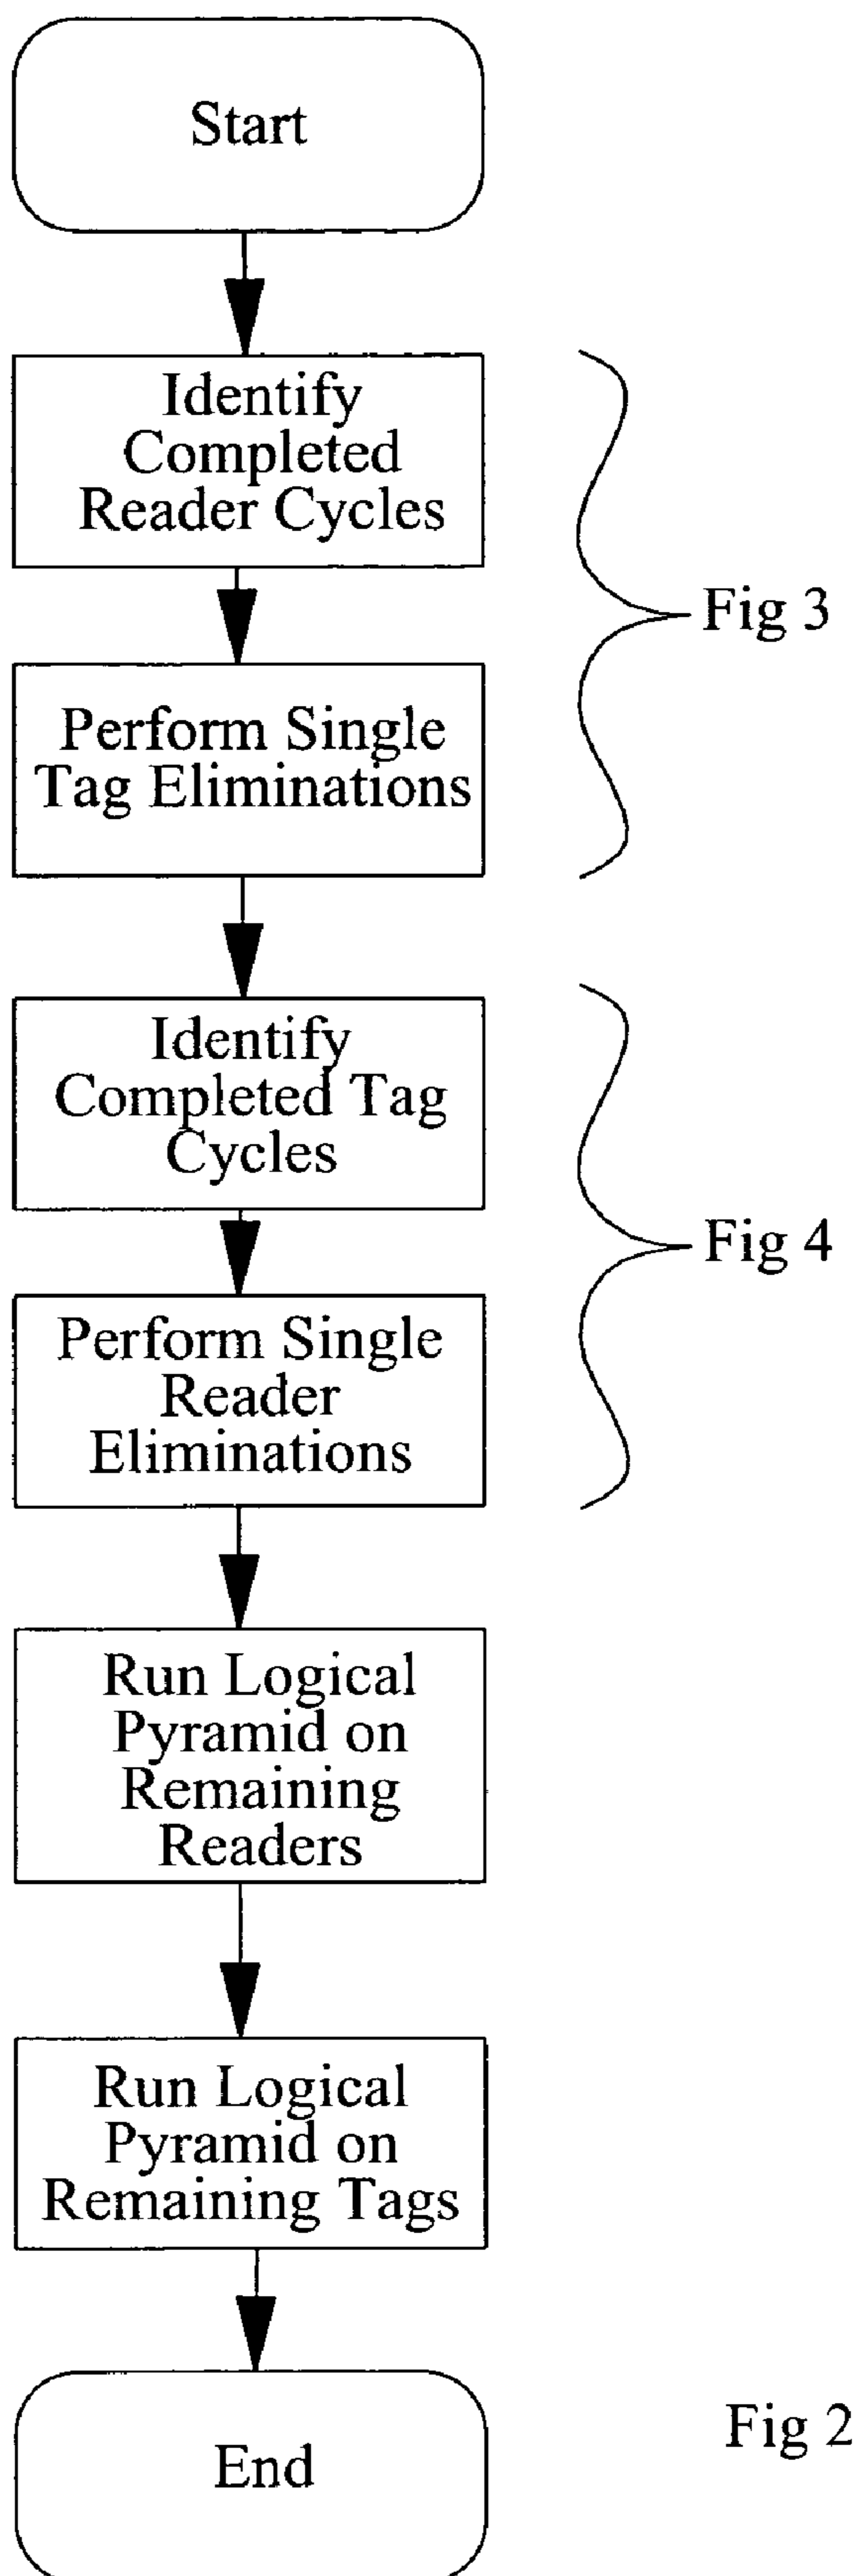 Start
Identify
Completed
Reader Cycles
Fig 3
Perform Single
Tag Eliminations
Identify
Completed Tag
Cycles
Fig 4
Perform Single
Reader
Eliminations
Run Logical
Pyramid on
Remaining
Readers
Run Logical
Pyramid on
Remaining Tags
End
Fig 2